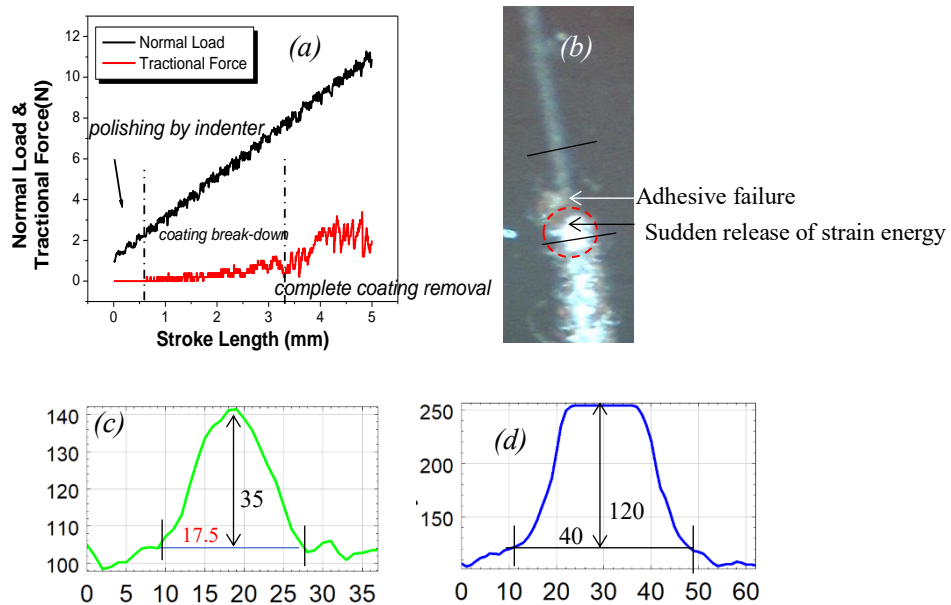 Normal Load
Tractional Force
(a)
12
10
8
6
4
2
0
Normal Load &
Tractional Force(N)
polishing by indenter
coating break-down
complete coating removal
0 1 2 3 4 5
Stroke Length (mm)
(b)
Adhesive failure
Sudden release of strain energy
(c)
140
130
120
110
100
35
17.5
0 5 10 15 20 25 30 35
(d)
250
200
150
120
40
0 10 20 30 40 50 60